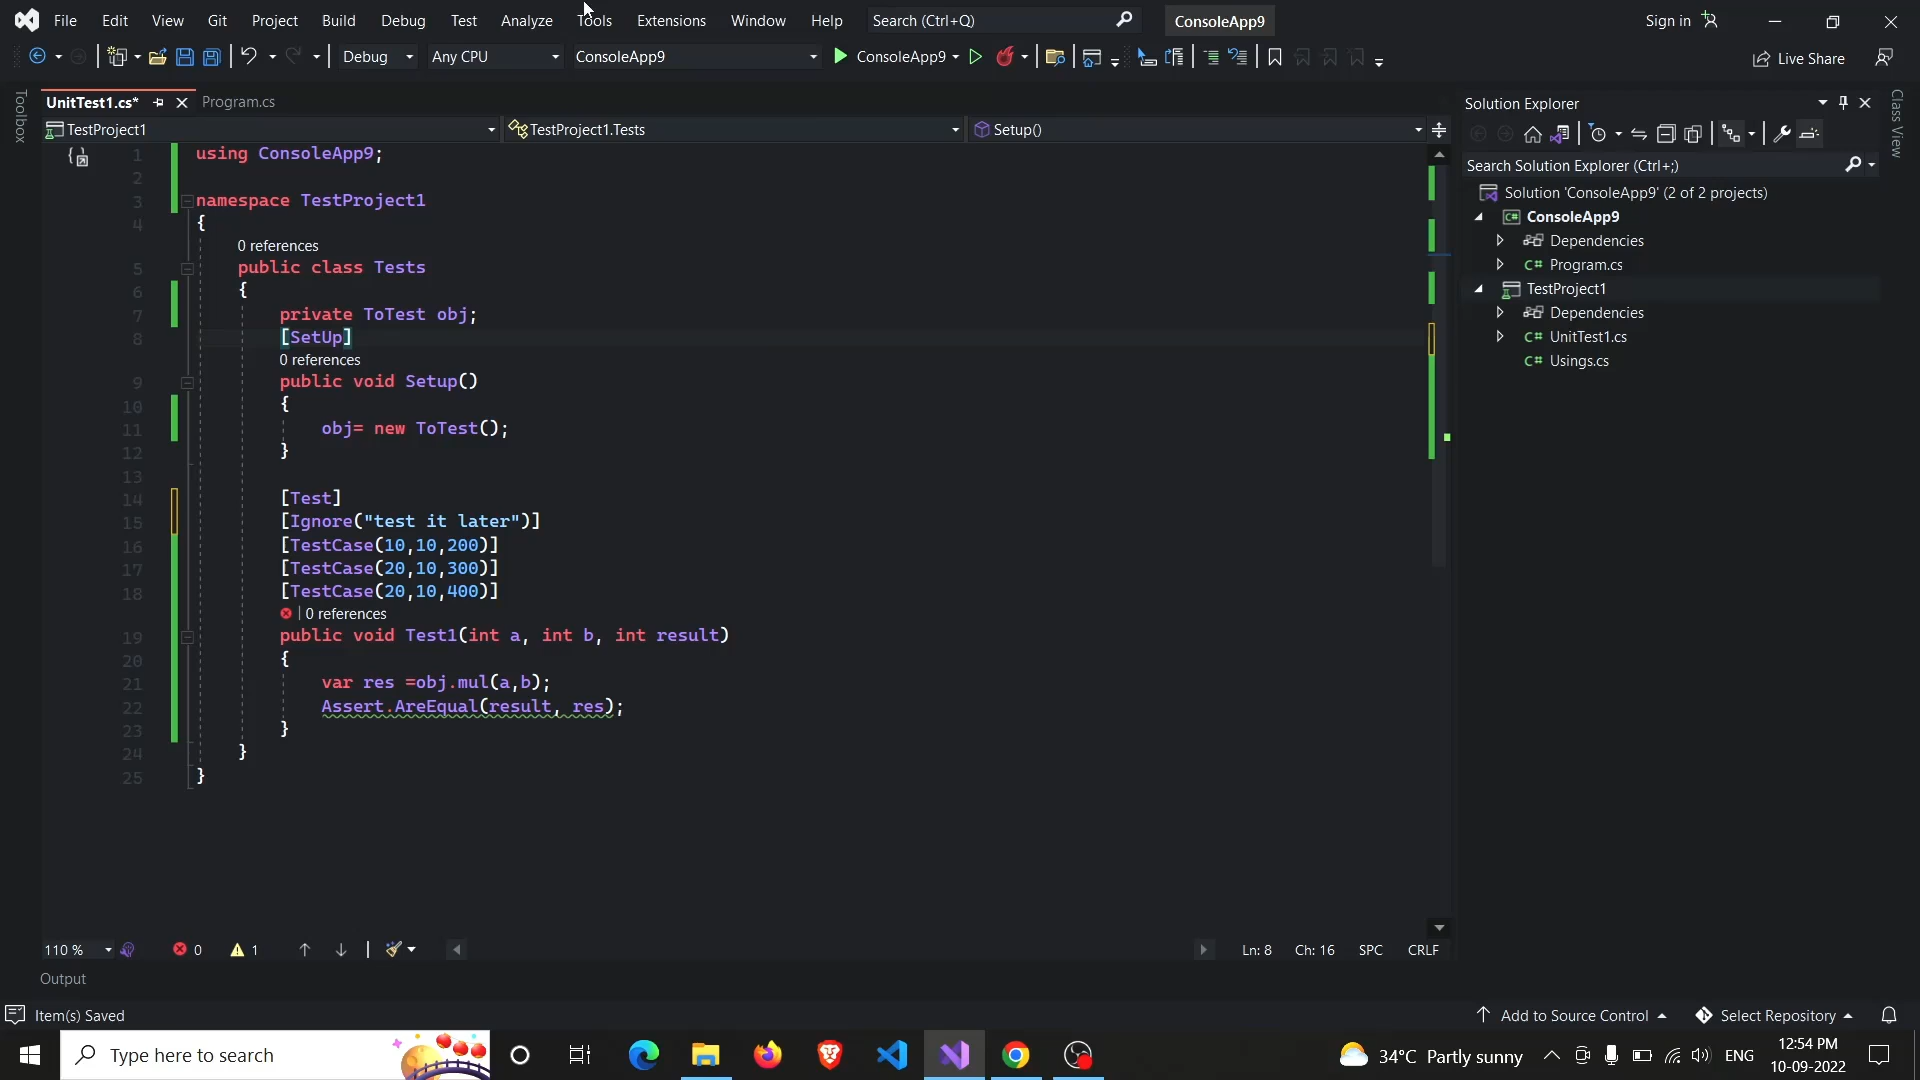 File Edit View Git Project Build Debug Test Analyze Tools Extensions Window Help Search (Ctrl+Q) ConsoleApp9 Sign in
Debug Any CPU ConsoleApp9 ConsoleApp9 Live Share
Toolbox
UnitTest1.cs* Program.cs
TestProject1 TestProject1.Tests Setup()
1 using ConsoleApp9;
2
3 namespace TestProject1
4 {
0 references
5 public class Tests
6 {
7 private ToTest obj;
8 [SetUp]
0 references
9 public void Setup()
10 {
11 obj= new ToTest();
12 }
13
14 [Test]
15 [Ignore("test it later")]
16 [TestCase(10,10,200)]
17 [TestCase(20,10,300)]
18 [TestCase(20,10,400)]
| 0 references
19 public void Test1(int a, int b, int result)
20 {
21 var res =obj.mul(a,b);
22 Assert.AreEqual(result, res);
23 }
24 }
25 }
Solution Explorer
Search Solution Explorer (Ctrl+;)
Solution 'ConsoleApp9' (2 of 2 projects)
ConsoleApp9
Dependencies
C# Program.cs
TestProject1
Dependencies
C# UnitTest1.cs
C# Usings.cs
Class View
110 % 0 1 Ln: 8 Ch: 16 SPC CRLF
Output
Item(s) Saved Add to Source Control Select Repository
Type here to search 34°C Partly sunny ENG 12:54 PM
10-09-2022